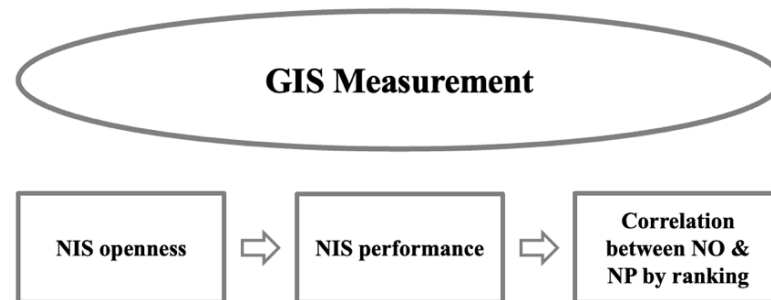 GIS Measurement
NIS openness
NIS performance
Correlation
between NO &
NP by ranking